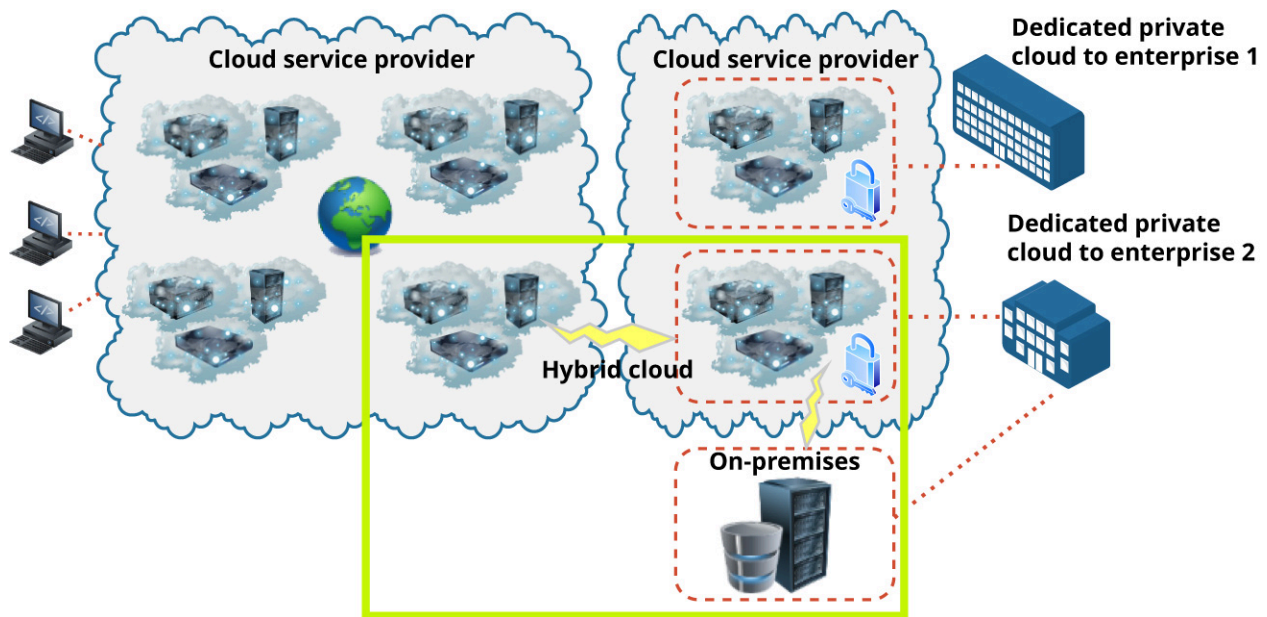 Cloud service provider
Cloud service provider
Dedicated private
cloud to enterprise 1
Dedicated private
cloud to enterprise 2
Hybrid cloud
On-premises